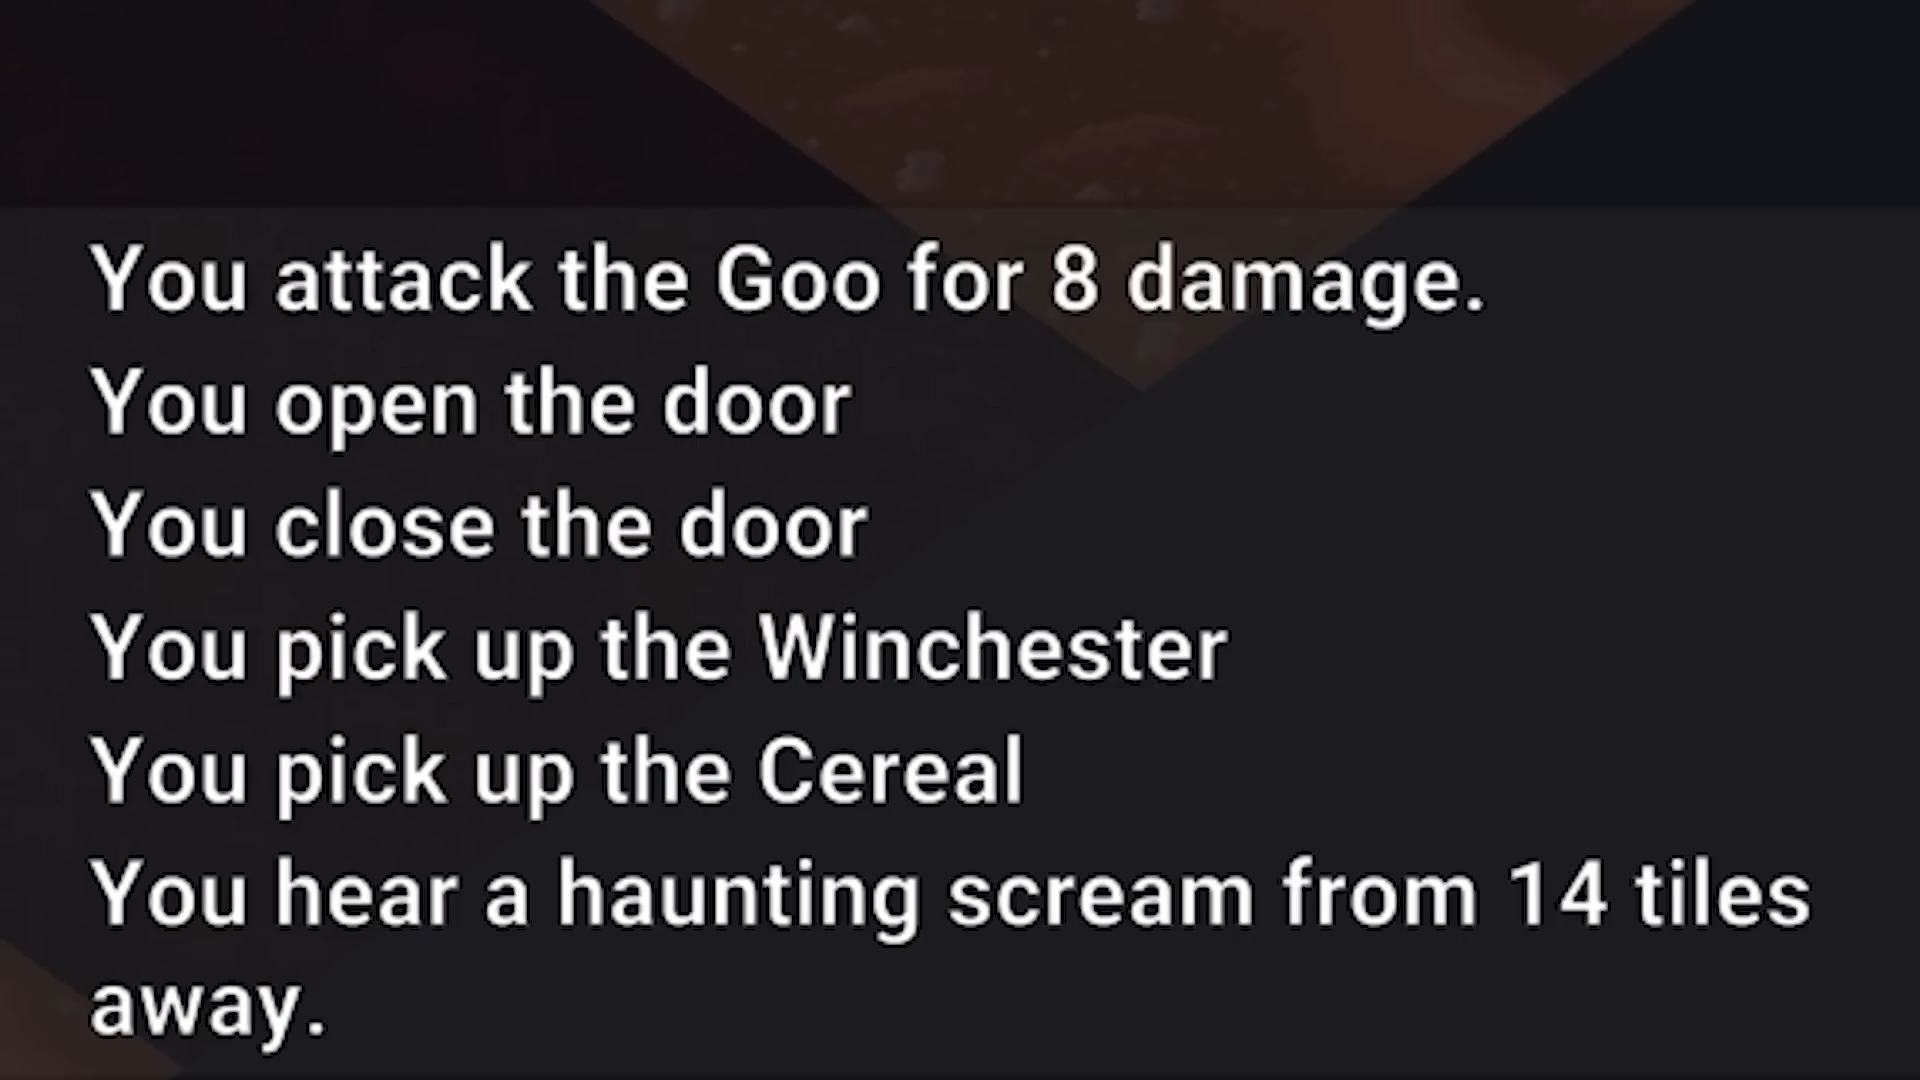 You attack the Goo for 8 damage.
You open the door
You close the door
You pick up the Winchester
You pick up the Cereal
You hear a haunting scream from 14 tiles
away.